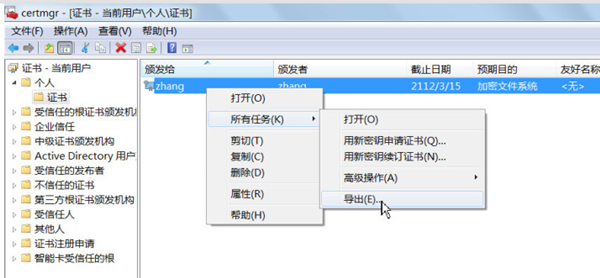 certmgr - [证书 - 当前用户\个人\证书]
文件(F) 操作(A) 查看(V) 帮助(H)
证书 - 当前用户
个人
证书
受信任的根证书颁发机构
企业信任
中级证书颁发机构
Active Directory 用户
不信任的发布者
不信任的证书
第三方根证书颁发机构
受信任人
其他人
证书注册申请
智能卡受信任的根
颁发给 颁发者 截止日期 预期目的 友好名称
zhang zhang 2112/3/15 加密文件系统 <无>
打开(O)
所有任务(K)
剪切(T)
复制(C)
删除(D)
属性(R)
帮助(H)
打开(O)
用新密钥申请证书(Q)...
用新密钥续订证书(N)...
高级操作(A)
导出(E)...